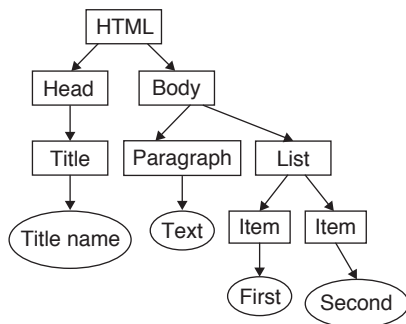 HTML
Head
Body
Title
Paragraph
List
Title name
Text
Item
Item
First
Second